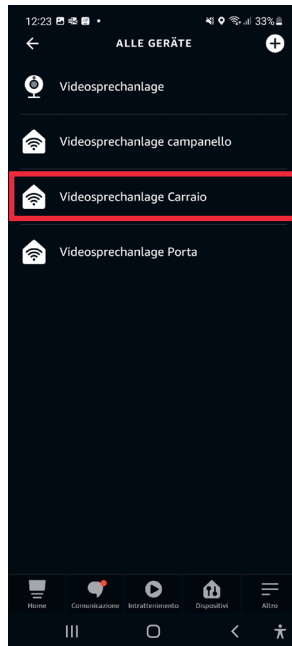 12:23 33%
ALLE GERÄTE
Videosprechanlage
Videosprechanlage campanello
Videosprechanlage Carraio
Videosprechanlage Porta
Home Comunicazione Intrattenimento Dispositivi Altro